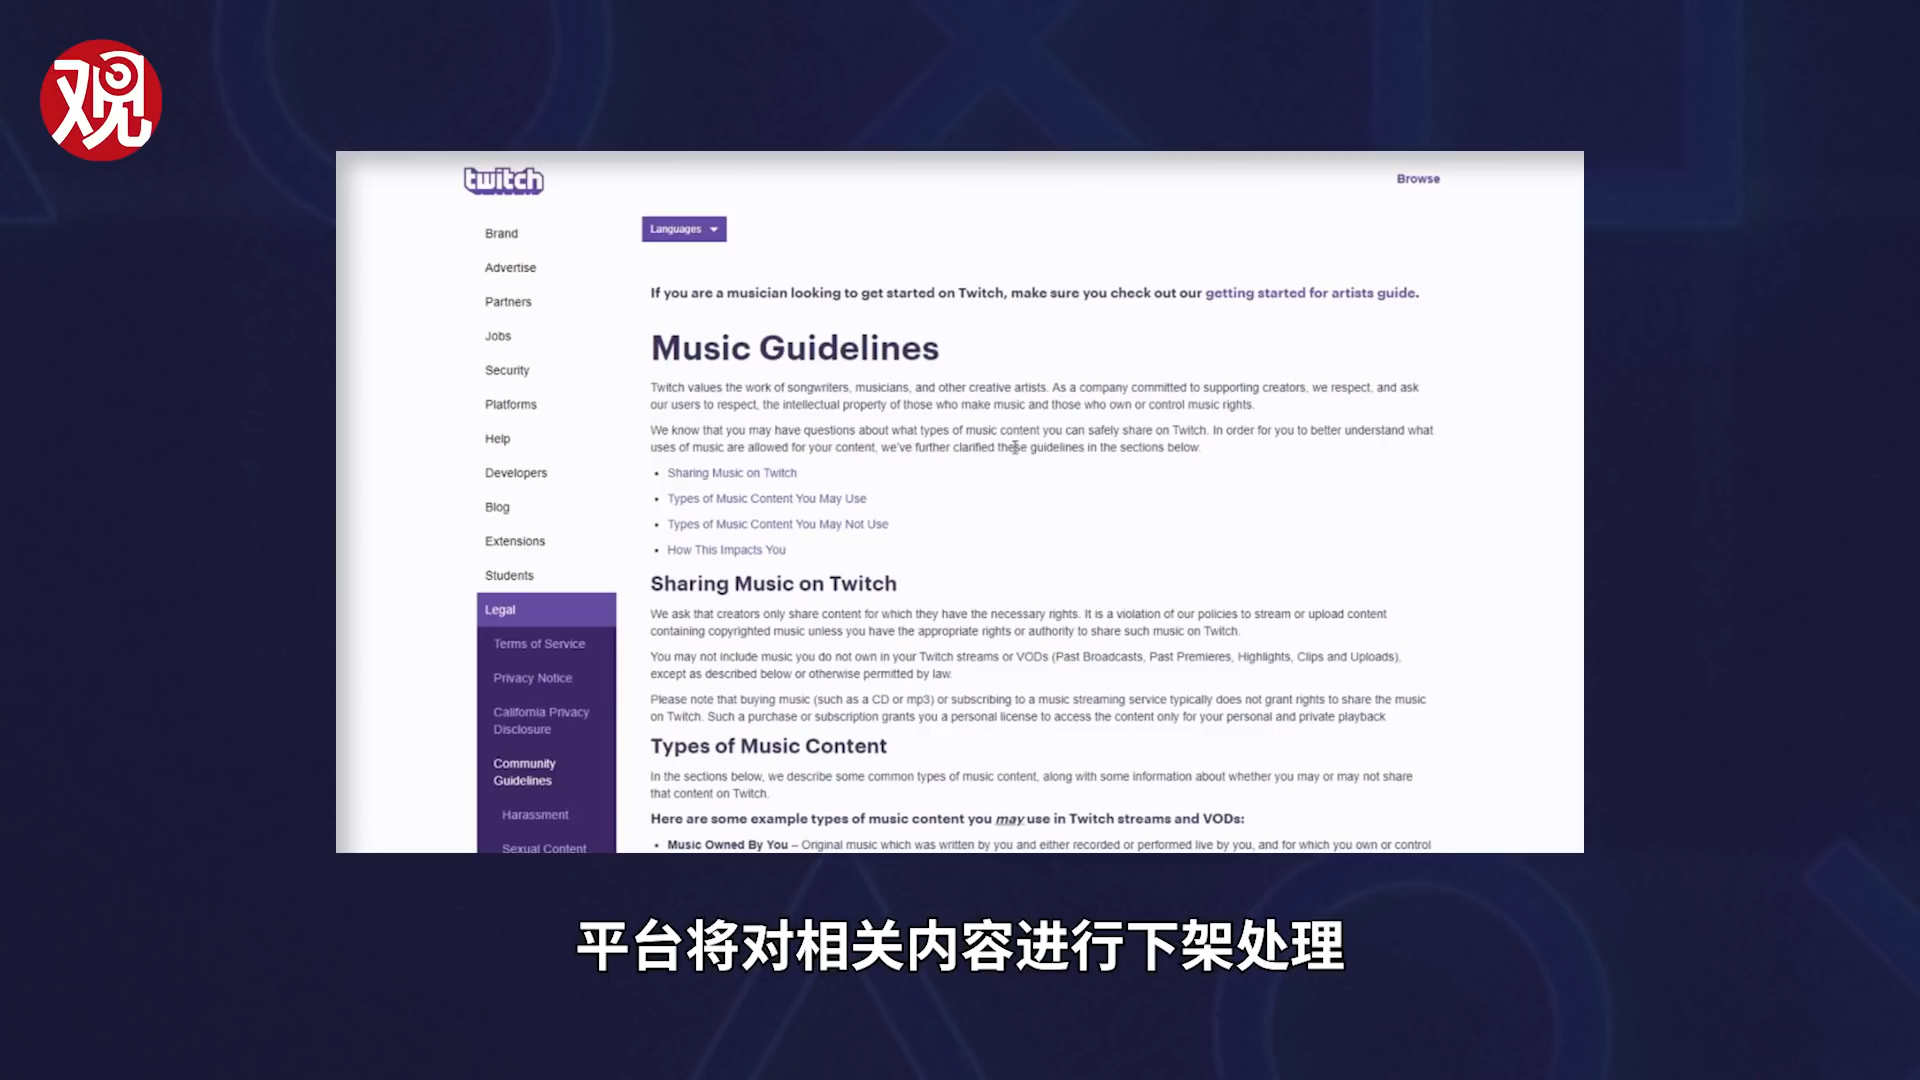 观
twitch
Browse
Brand
Advertise
Partners
Jobs
Security
Platforms
Help
Developers
Blog
Extensions
Students
Legal
Terms of Service
Privacy Notice
California Privacy
Disclosure
Community
Guidelines
Harassment
Sexual Content
Languages
If you are a musician looking to get started on Twitch, make sure you check out our getting started for artists guide.
Music Guidelines
Twitch values the work of songwriters, musicians, and other creative artists. As a company committed to supporting creators, we respect, and ask
our users to respect, the intellectual property of those who make music and those who own or control music rights.
We know that you may have questions about what types of music content you can safely share on Twitch. In order for you to better understand what
uses of music are allowed for your content, we've further clarified these guidelines in the sections below.
• Sharing Music on Twitch
• Types of Music Content You May Use
• Types of Music Content You May Not Use
• How This Impacts You
Sharing Music on Twitch
We ask that creators only share content for which they have the necessary rights. It is a violation of our policies to stream or upload content
containing copyrighted music unless you have the appropriate rights or authority to share such music on Twitch.
You may not include music you do not own in your Twitch streams or VODs (Past Broadcasts, Past Premieres, Highlights, Clips and Uploads),
except as described below or otherwise permitted by law.
Please note that buying music (such as a CD or mp3) or subscribing to a music streaming service typically does not grant rights to share the music
on Twitch. Such a purchase or subscription grants you a personal license to access the content only for your personal and private playback
Types of Music Content
In the sections below, we describe some common types of music content, along with some information about whether you may or may not share
that content on Twitch.
Here are some example types of music content you may use in Twitch streams and VODs:
• Music Owned By You – Original music which was written by you and either recorded or performed live by you, and for which you own or control
平台将对相关内容进行下架处理